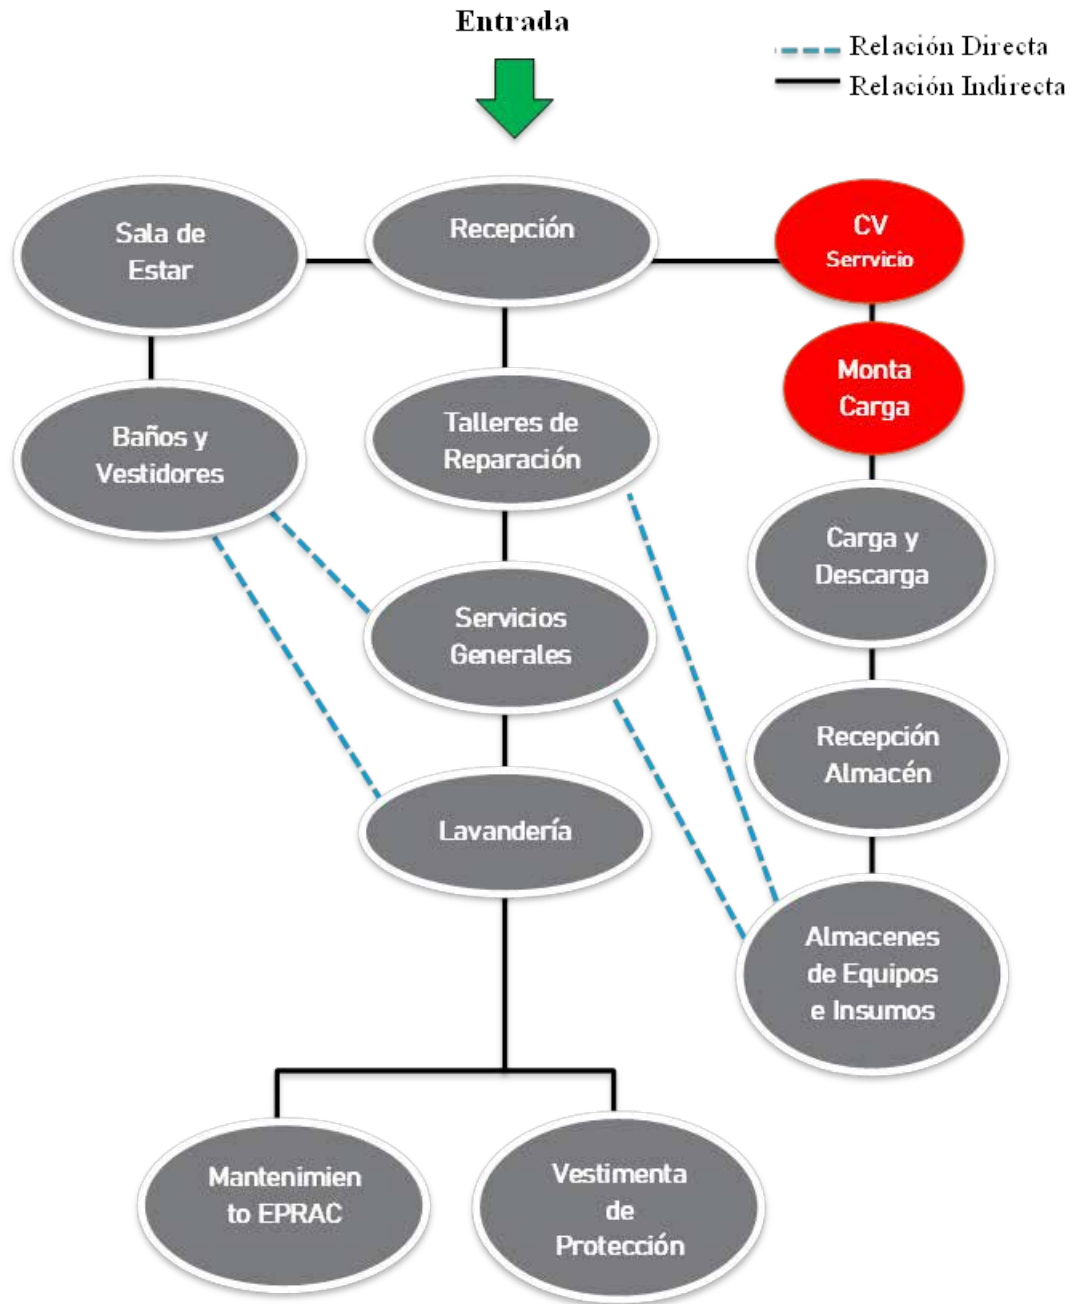 Entrada
Relación Directa
Relación Indirecta
Sala de
Estar
Recepción
CV
Serrvicio
Monta
Carga
Baños y
Vestidores
Talleres de
Reparación
Carga y
Descarga
Servicios
Generales
Recepción
Almacén
Lavandería
Almacenes
de Equipos
e Insumos
Mantenimien
to EPRAC
Vestimenta
de
Protección